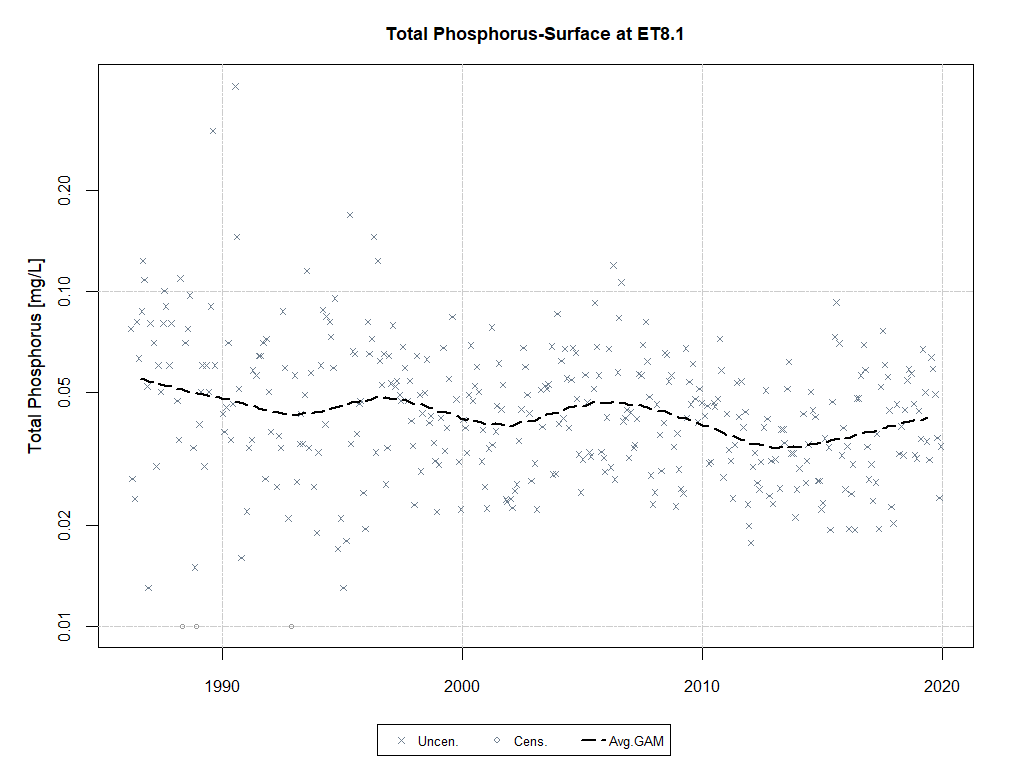 Total Phosphorus-Surface at ET8.1
Total Phosphorus [mg/L]
0.20
0.10
0.05
0.02
0.01
1990 2000 2010 2020
Uncen. Cens. Avg.GAM